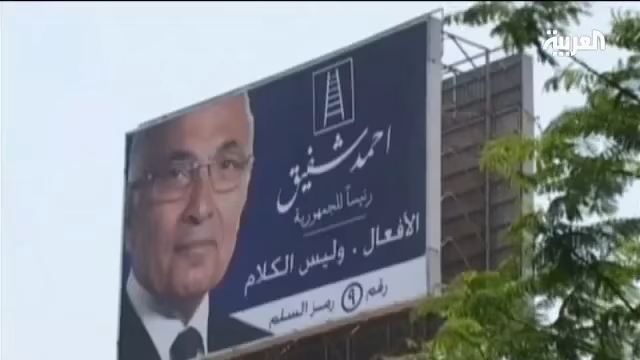 العربية
احمد شفيق
رئيساً للجمهورية
الأفعال . وليس الكلام
رقم ٩ رمز السلم